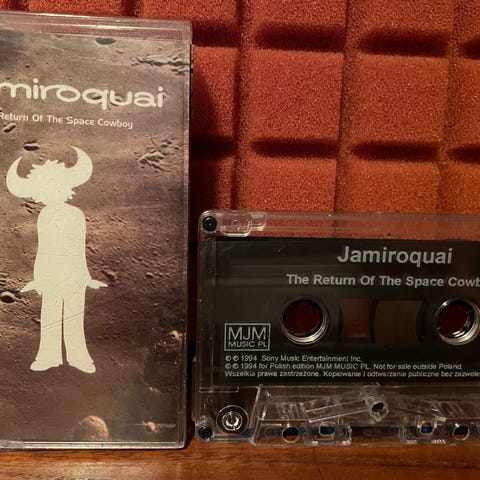 miroquai
Return Of The Space Cowboy
Jamiroquai
The Return Of The Space Cowb
MJM
MUSIC PL
© ℗ 1994 Sony Music Entertainment Inc.
© ℗ 1994 for Polish edition MJM MUSIC PL. Not for sale outside Poland.
Wszelkie prawa zastrzeżone. Kopiowanie i odtwarzanie publiczne bez zezwole